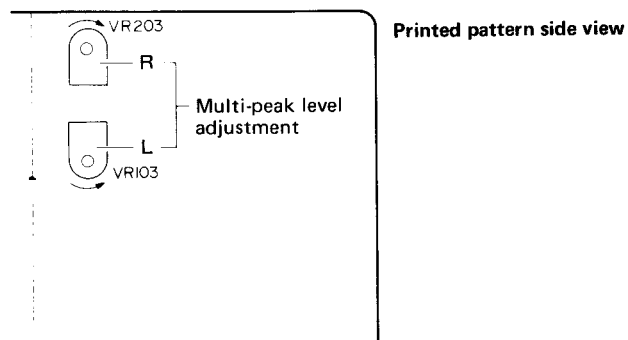 VR203
Printed pattern side view
R
Multi-peak level
adjustment
L
VR103